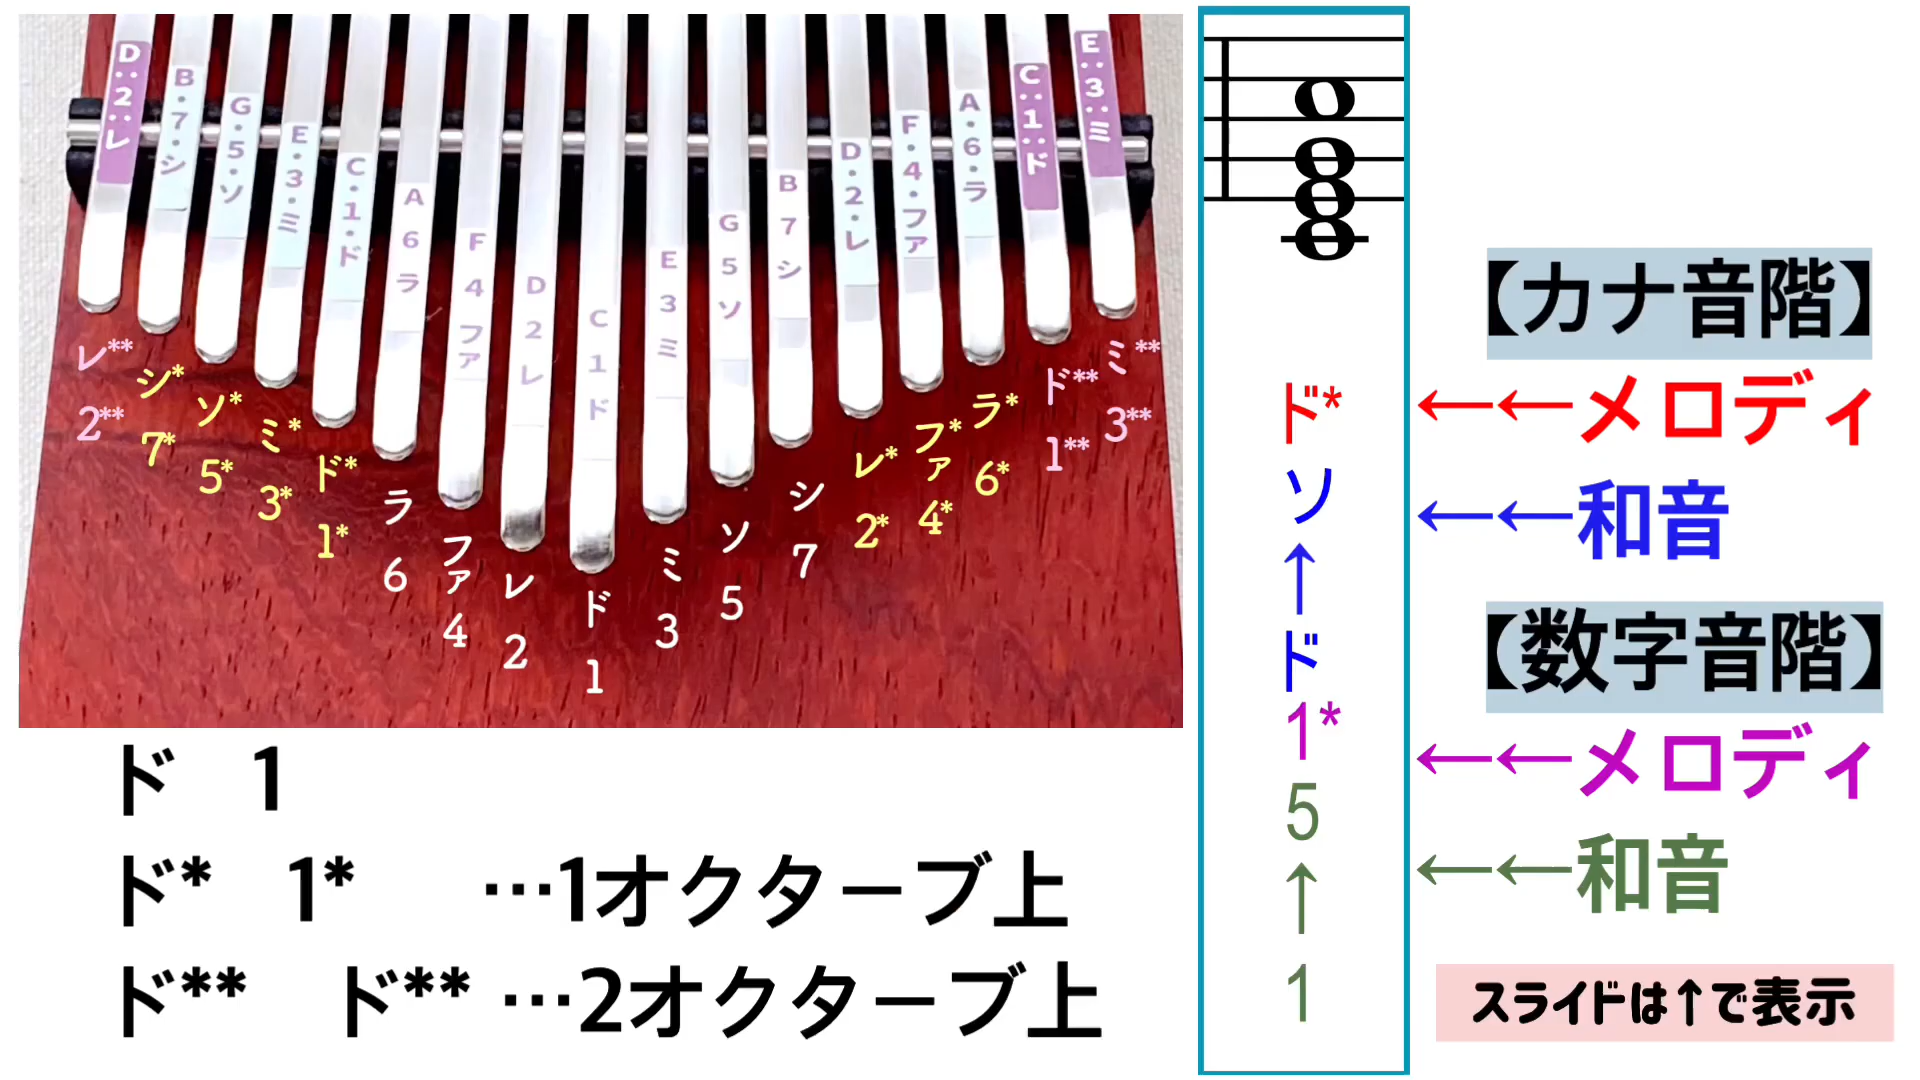 D:2:レ
B・7・シ
G・5・ソ
E・3・ミ
C・1・ド
A 6 ラ
F 4 ファ
D 2 レ
C 1 ド
E 3 ミ
G 5 ソ
B 7 シ
D・2・レ
F・4・ファ
A・6・ラ
C:1:ド
E:3:ミ
レ** 2**
シ* 7*
ソ* 5*
ミ* 3*
ド* 1*
ラ 6
ファ 4
レ 2
ド 1
ミ 3
ソ 5
シ 7
レ* 2*
ファ* 4*
ラ* 6*
ド** 1**
ミ** 3**
ド 1
ド* 1* …1オクターブ上
ド** ド** …2オクターブ上
ド*
ソ
↑
ド
1*
5
↑
1
【カナ音階】
←←メロディ
←←和音
【数字音階】
←←メロディ
←←和音
スライドは↑で表示